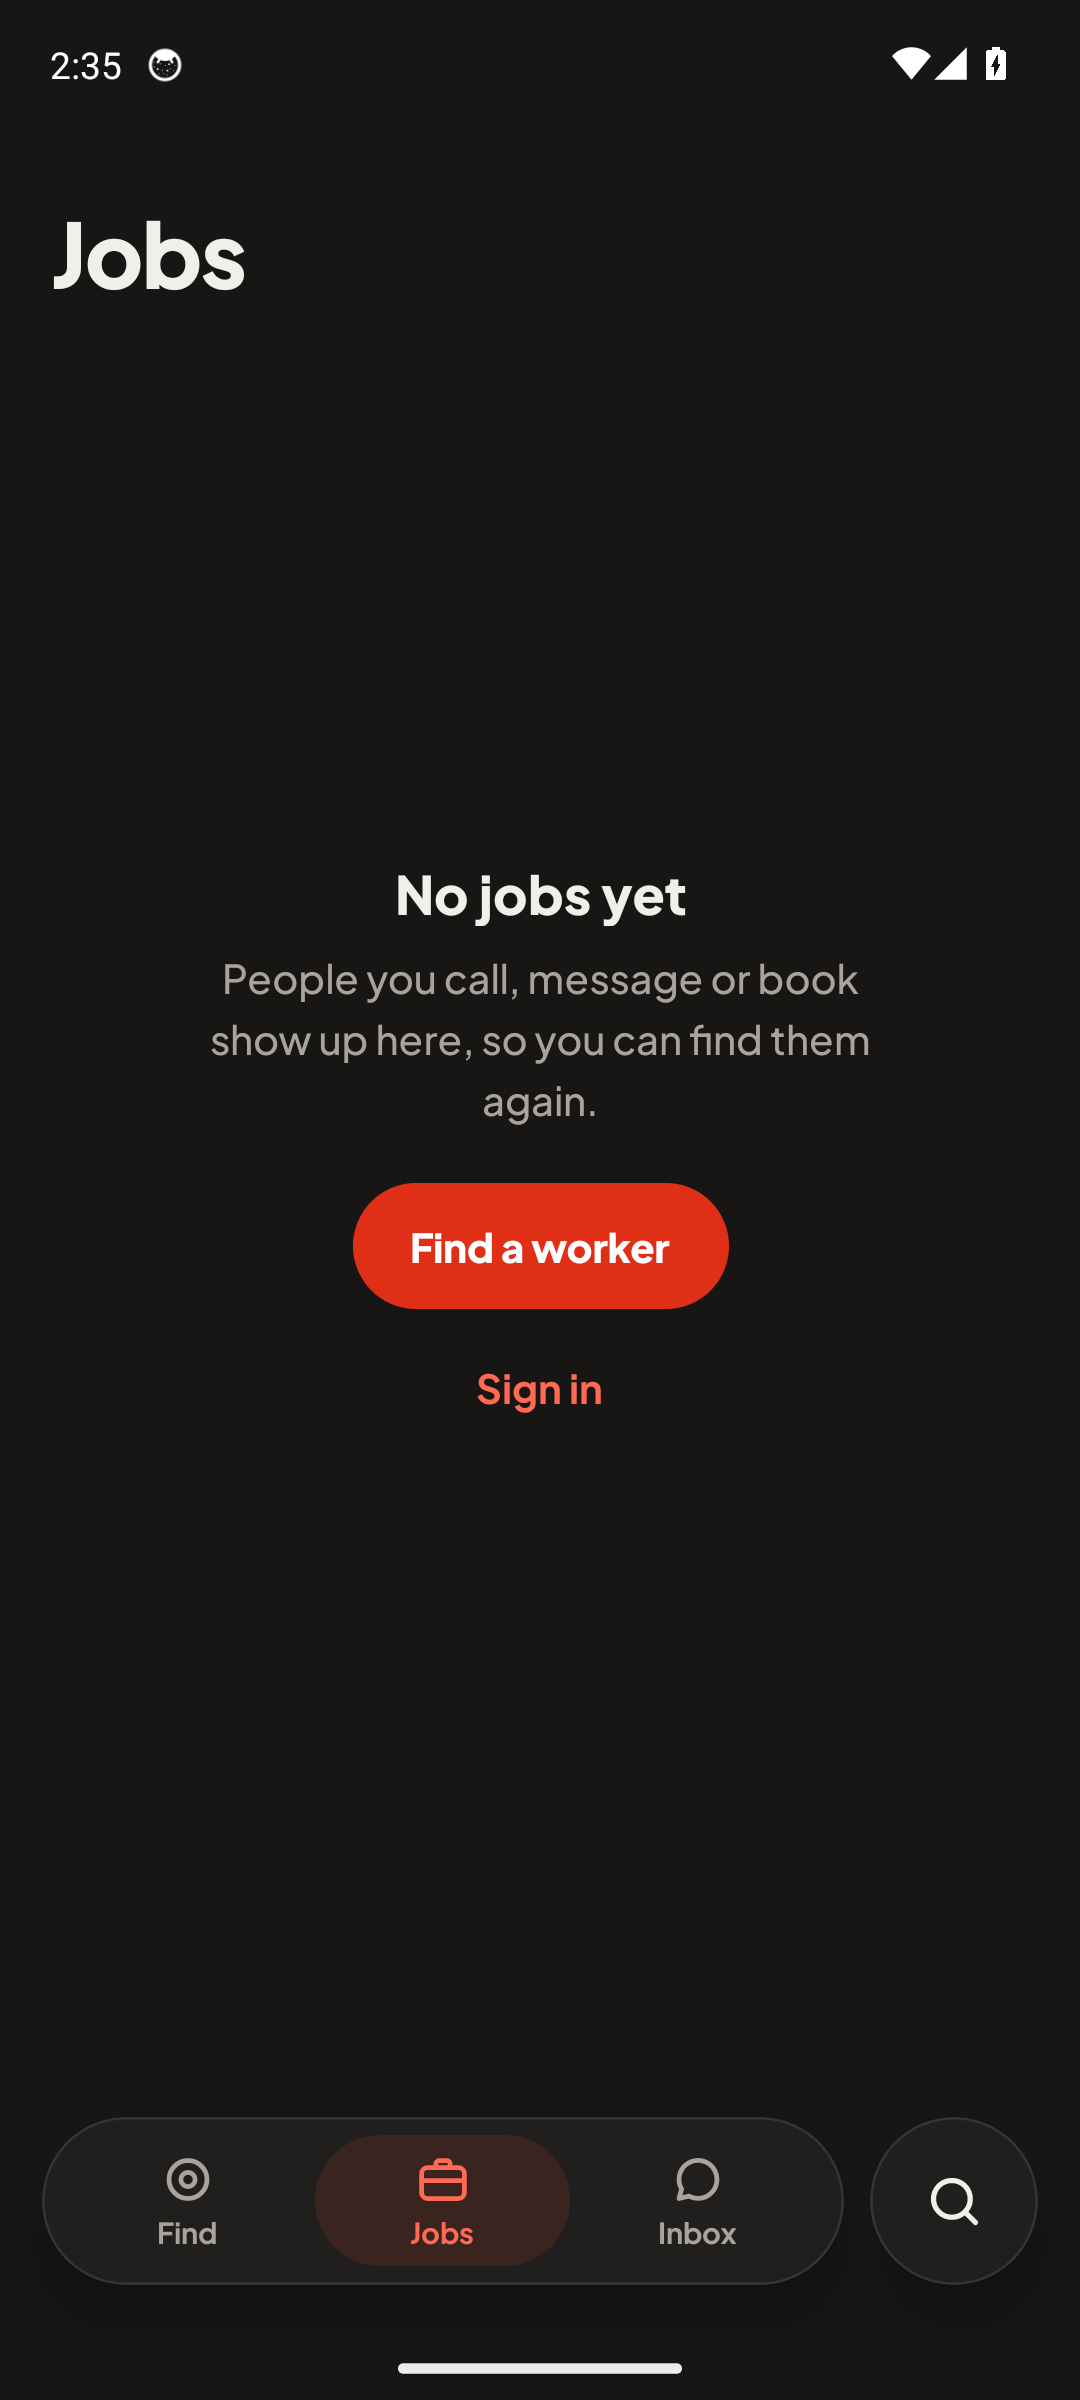 2:35
Jobs
No jobs yet
People you call, message or book
show up here, so you can find them
again.
Find a worker
Sign in
Find
Jobs
Inbox